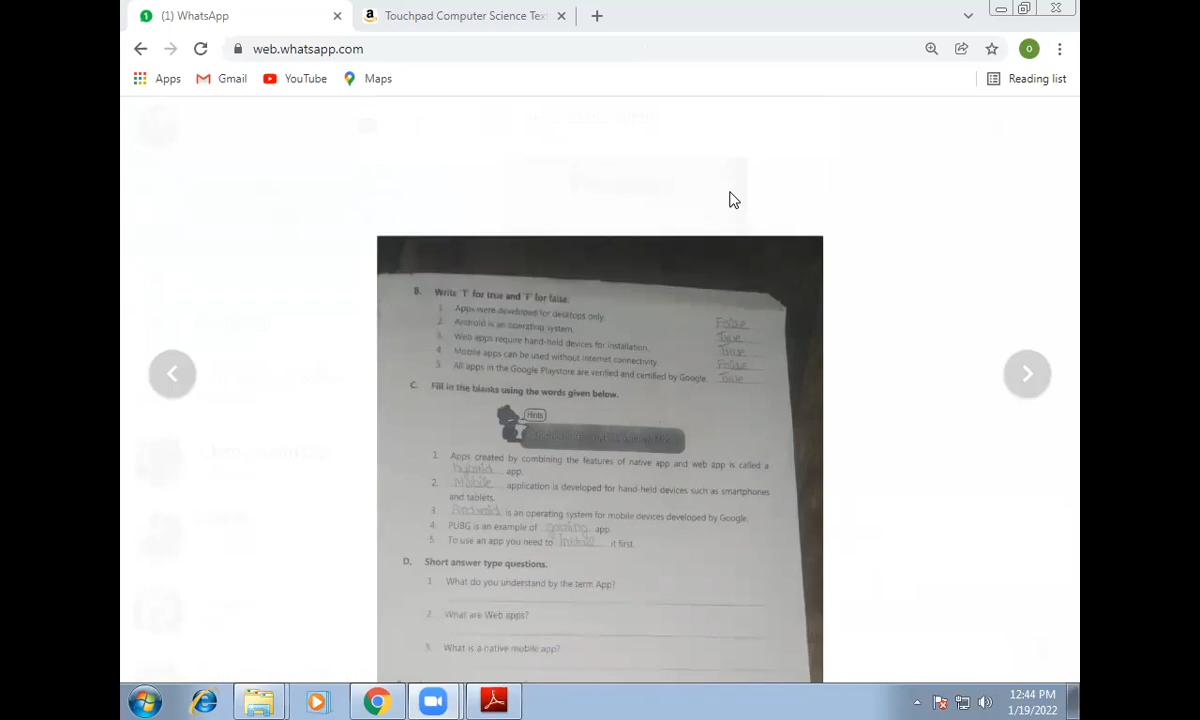 (1) WhatsApp
Touchpad Computer Science Tex
web.whatsapp.com
O
Apps
Gmail
YouTube
Maps
Reading list
B. Write 'T' for true and 'F' for false.
1. Apps were developed for desktops only. False
2. Android is an operating system. True
3. Web apps require hand-held devices for installation. True
4. Mobile apps can be used without internet connectivity. False
5. All apps in the Google Playstore are verified and certified by Google. True
C. Fill in the blanks using the words given below.
Hints
1. Apps created by combining the features of native app and web app is called a
hybrid app.
2. Mobile application is developed for hand-held devices such as smartphones
and tablets.
3. Android is an operating system for mobile devices developed by Google.
4. PUBG is an example of gaming app.
5. To use an app you need to Install it first.
D. Short answer type questions.
1. What do you understand by the term App?
2. What are Web apps?
3. What is a native mobile app?
12:44 PM
1/19/2022